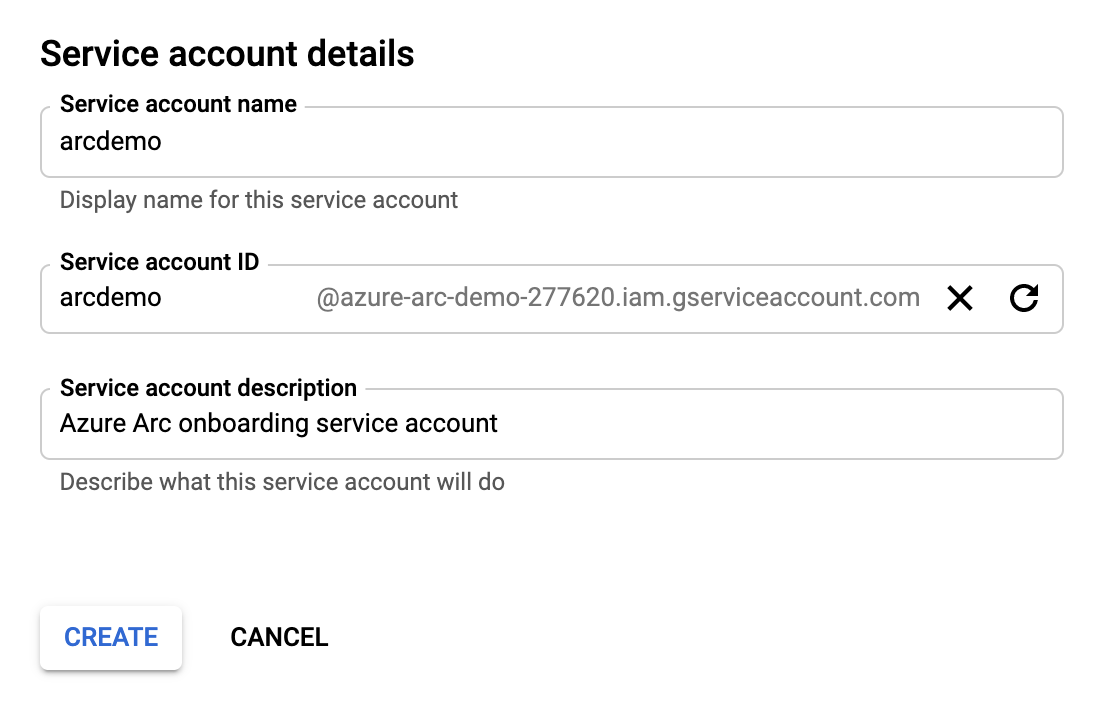 Service account details
Service account name
arcdemo
Display name for this service account
Service account ID
arcdemo @azure-arc-demo-277620.iam.gserviceaccount.com
Service account description
Azure Arc onboarding service account
Describe what this service account will do
CREATE CANCEL